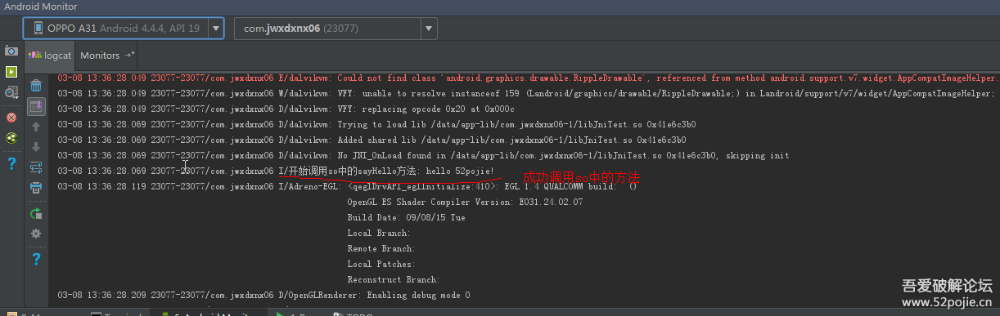 Android Monitor
OPPO A31 Android 4.4.4, API 19
com.jwxdxnx06 (23077)
logcat
Monitors
03-08 13:36:28.049 23077-23077/com.jwxdxnx06 E/dalvikvm: Could not find class 'android.graphics.drawable.RippleDrawable', referenced from method android.support.v7.widget.AppCompatImageHelper.
03-08 13:36:28.049 23077-23077/com.jwxdxnx06 W/dalvikvm: VFY: unable to resolve instanceof 159 (Landroid/graphics/drawable/RippleDrawable;) in Landroid/support/v7/widget/AppCompatImageHelper;
03-08 13:36:28.049 23077-23077/com.jwxdxnx06 D/dalvikvm: VFY: replacing opcode 0x20 at 0x000c
03-08 13:36:28.069 23077-23077/com.jwxdxnx06 D/dalvikvm: Trying to load lib /data/app-lib/com.jwxdxnx06-1/libJniTest.so 0x41e6c3b0
03-08 13:36:28.069 23077-23077/com.jwxdxnx06 D/dalvikvm: Added shared lib /data/app-lib/com.jwxdxnx06-1/libJniTest.so 0x41e6c3b0
03-08 13:36:28.069 23077-23077/com.jwxdxnx06 D/dalvikvm: No JNI_OnLoad found in /data/app-lib/com.jwxdxnx06-1/libJniTest.so 0x41e6c3b0, skipping init
03-08 13:36:28.069 23077-23077/com.jwxdxnx06 I/开始调用so中的sayHello方法: hello 52pojie!
成功调用so中的方法
03-08 13:36:28.119 23077-23077/com.jwxdxnx06 I/Adreno-EGL: <qeglDrvAPI_eglInitialize:410>: EGL 1.4 QUALCOMM build: ()
OpenGL ES Shader Compiler Version: E031.24.02.07
Build Date: 09/08/15 Tue
Local Branch:
Remote Branch:
Local Patches:
Reconstruct Branch:
03-08 13:36:28.209 23077-23077/com.jwxdxnx06 D/OpenGLRenderer: Enabling debug mode 0
吾爱破解论坛
www.52pojie.cn